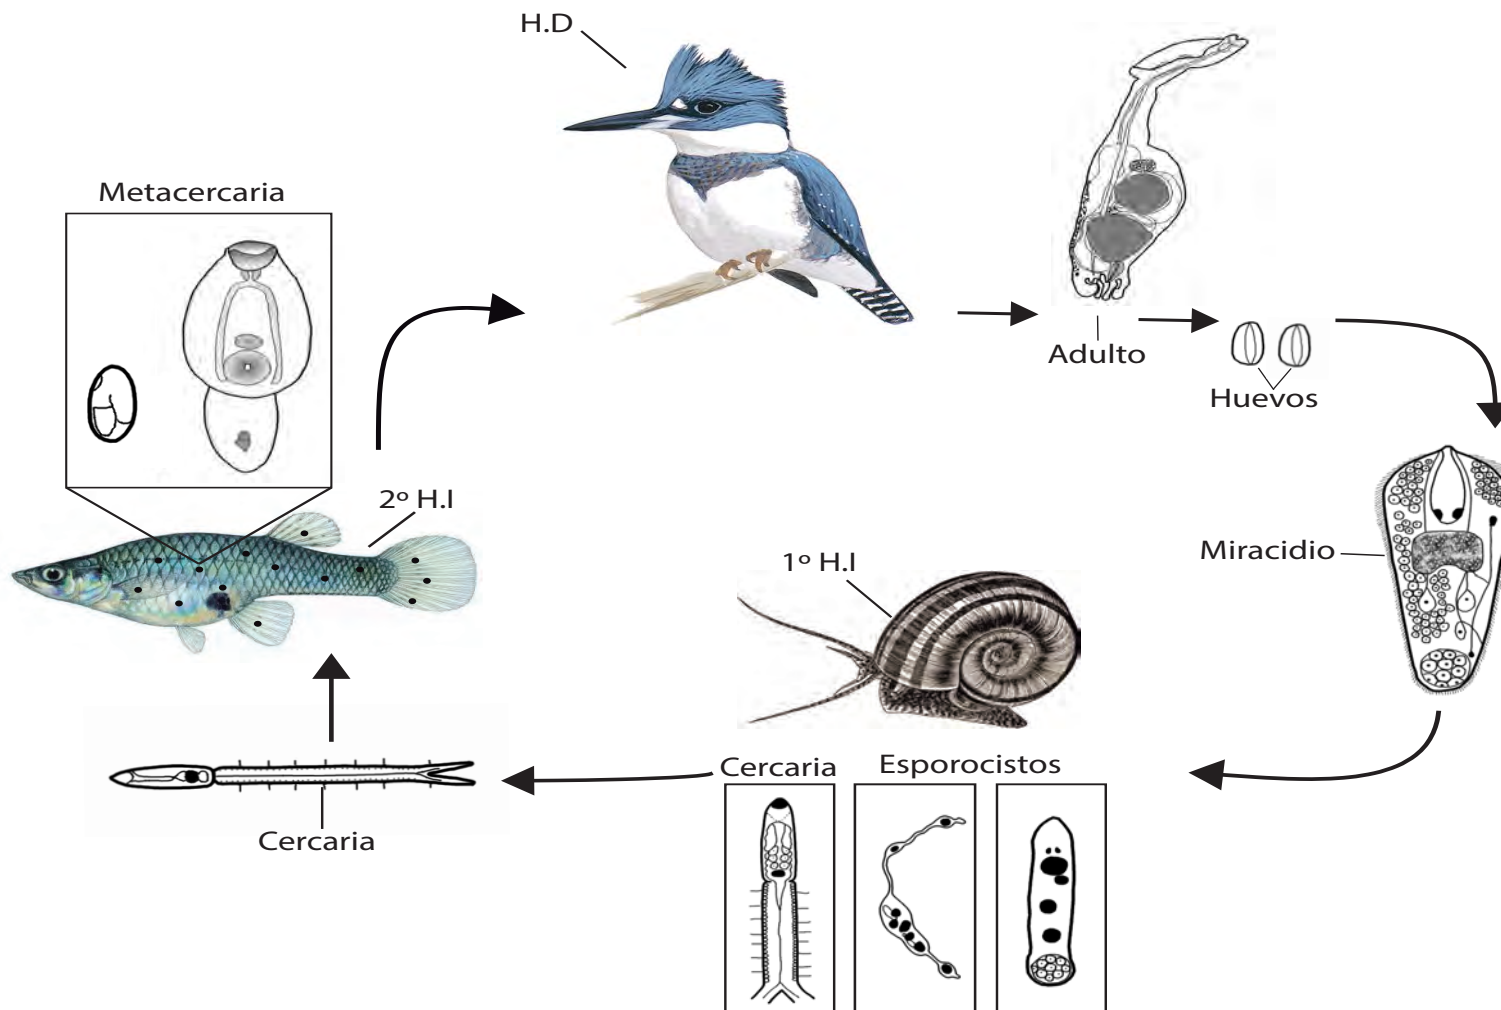 H.D
Metacercaria
Adulto
Huevos
2º H.I
1º H.I
Miracidio
Cercaria
Esporocistos
Cercaria